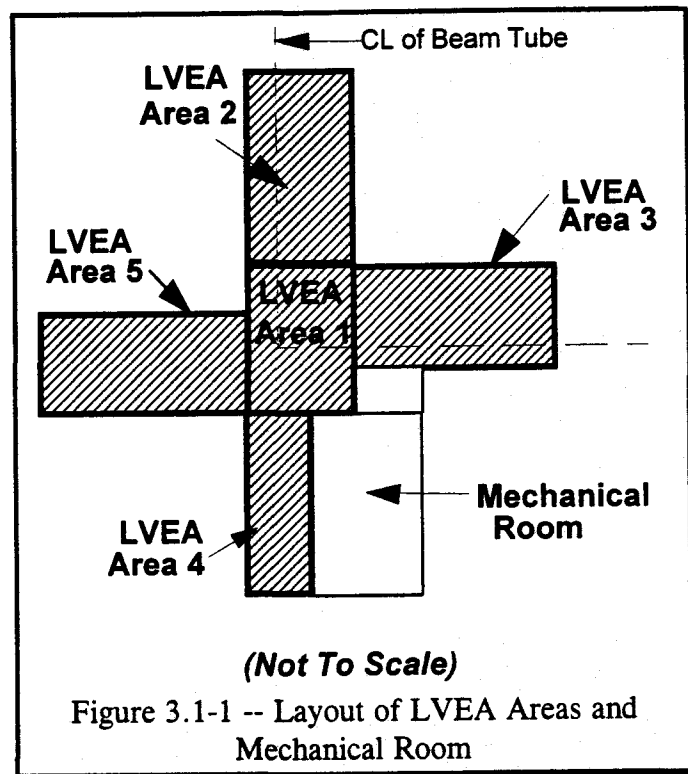 CL of Beam Tube
LVEA
Area 2
LVEA
Area 3
LVEA
Area 5
LVEA
Area 1
Mechanical
Room
LVEA
Area 4
(Not To Scale)
Figure 3.1-1 -- Layout of LVEA Areas and
Mechanical Room